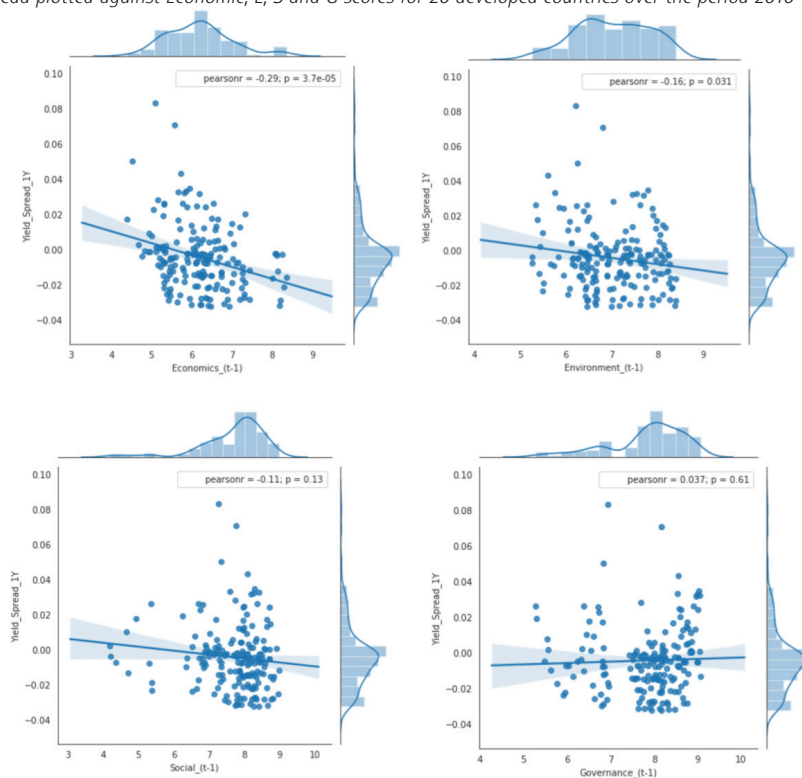 plotted against Economic, E, S and G scores for developed countries over the period
pearsonr = -0.29; p = 3.7e-05
0.10
0.08
0.06
0.04
0.02
0.00
−0.02
−0.04
Yield_Spread_1Y
3 4 5 6 7 8 9
Economics_(t-1)
pearsonr = -0.16; p = 0.031
0.10
0.08
0.06
0.04
0.02
0.00
−0.02
−0.04
Yield_Spread_1Y
4 5 6 7 8 9
Environment_(t-1)
pearsonr = -0.11; p = 0.13
0.10
0.08
0.06
0.04
0.02
0.00
−0.02
−0.04
Yield_Spread_1Y
3 4 5 6 7 8 9 10
Social_(t-1)
pearsonr = 0.037; p = 0.61
0.10
0.08
0.06
0.04
0.02
0.00
−0.02
−0.04
Yield_Spread_1Y
4 5 6 7 8 9 10
Governance_(t-1)